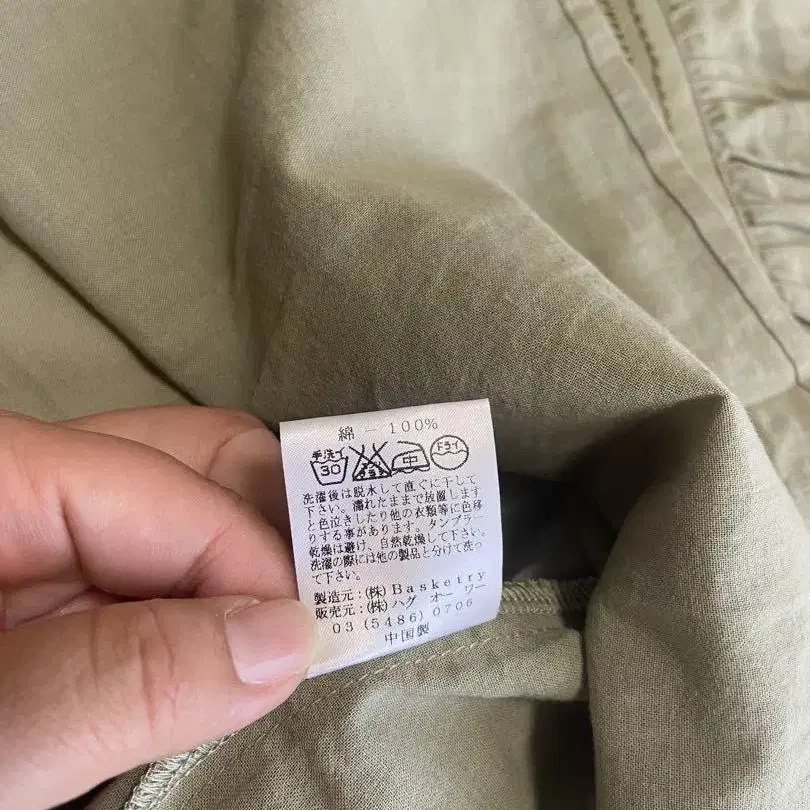 綿 － 100%
手洗イ 30 エンソサラシ 中 ドライ
洗濯後は脱水して直ぐに干して
下さい。濡れたままで放置します
と色泣きしたり他の衣類等に色移
りする事があります。タンブラー
乾燥は避け、自然乾燥して下さい。
洗濯の際には他の製品と分けて洗っ
て下さい。
製造元：(株) Basketry
販売元：(株) ハグ オー ワー
03 (5486) 0706
中国製